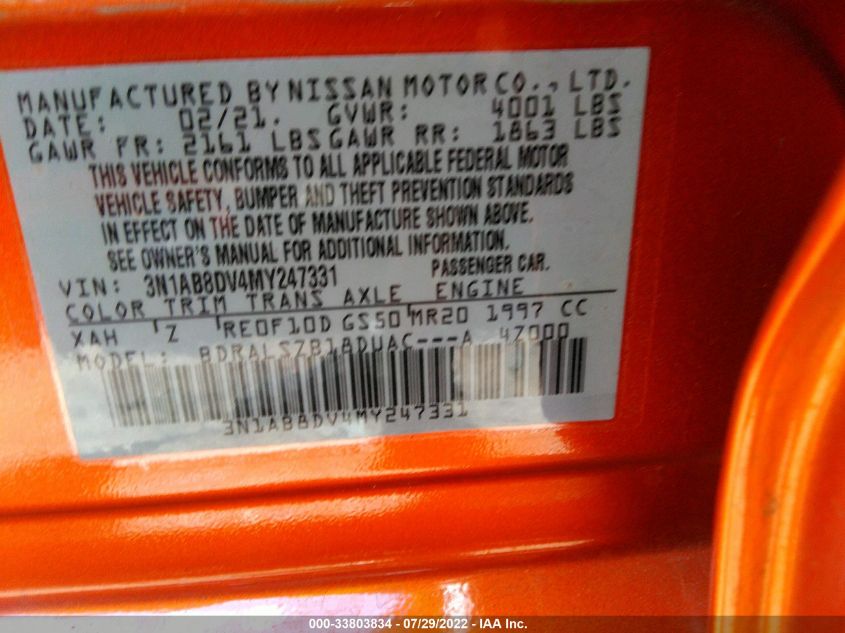 MANUFACTURED BY NISSAN MOTOR CO., LTD.
DATE: 02/21. GVWR: 4001 LBS
GAWR FR: 2161 LBS GAWR RR: 1863 LBS
THIS VEHICLE CONFORMS TO ALL APPLICABLE FEDERAL MOTOR
VEHICLE SAFETY, BUMPER AND THEFT PREVENTION STANDARDS
IN EFFECT ON THE DATE OF MANUFACTURE SHOWN ABOVE.
SEE OWNER'S MANUAL FOR ADDITIONAL INFORMATION.
VIN: 3N1AB8DV4MY247331 PASSENGER CAR.
COLOR TRIM TRANS AXLE ENGINE
XAH Z RE0F10D GS50 MR20 1997 CC
MODEL: BDRALSZB18DUAC---A 4Z000
3N1AB8DV4MY247331
000-33803834 - 07/29/2022 - IAA Inc.